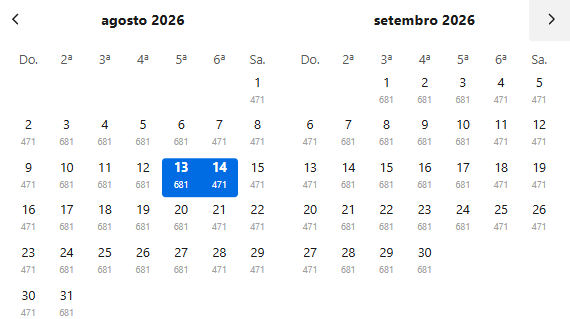 agosto 2026
Do. 2ª 3ª 4ª 5ª 6ª Sa.
1
471
2 3 4 5 6 7 8
471 681 681 681 681 471 471
9 10 11 12 13 14 15
471 681 681 681 681 471 471
16 17 18 19 20 21 22
471 681 681 681 681 471 471
23 24 25 26 27 28 29
471 681 681 681 681 471 471
30 31
471 681
setembro 2026
Do. 2ª 3ª 4ª 5ª 6ª Sa.
1 2 3 4 5
681 681 681 471 471
6 7 8 9 10 11 12
471 681 681 681 681 471 471
13 14 15 16 17 18 19
471 681 681 681 681 471 471
20 21 22 23 24 25 26
471 681 681 681 681 471 471
27 28 29 30
471 681 681 681